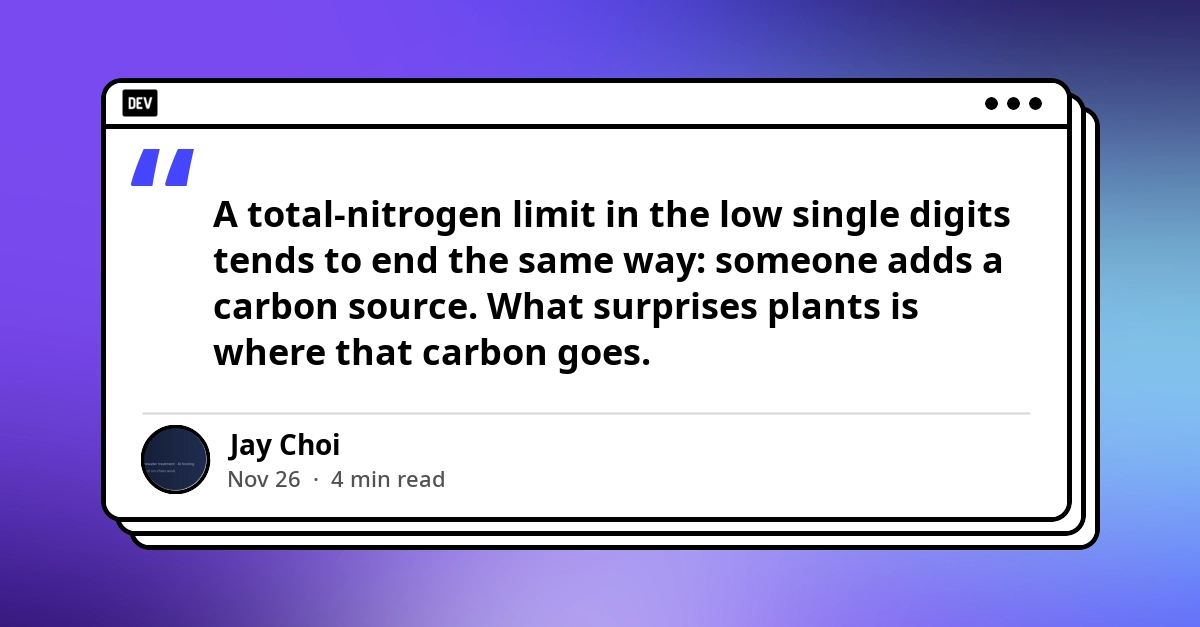 DEV
“
A total-nitrogen limit in the low single digits
tends to end the same way: someone adds a
carbon source. What surprises plants is
where that carbon goes.
Jay Choi
Nov 26 · 4 min read